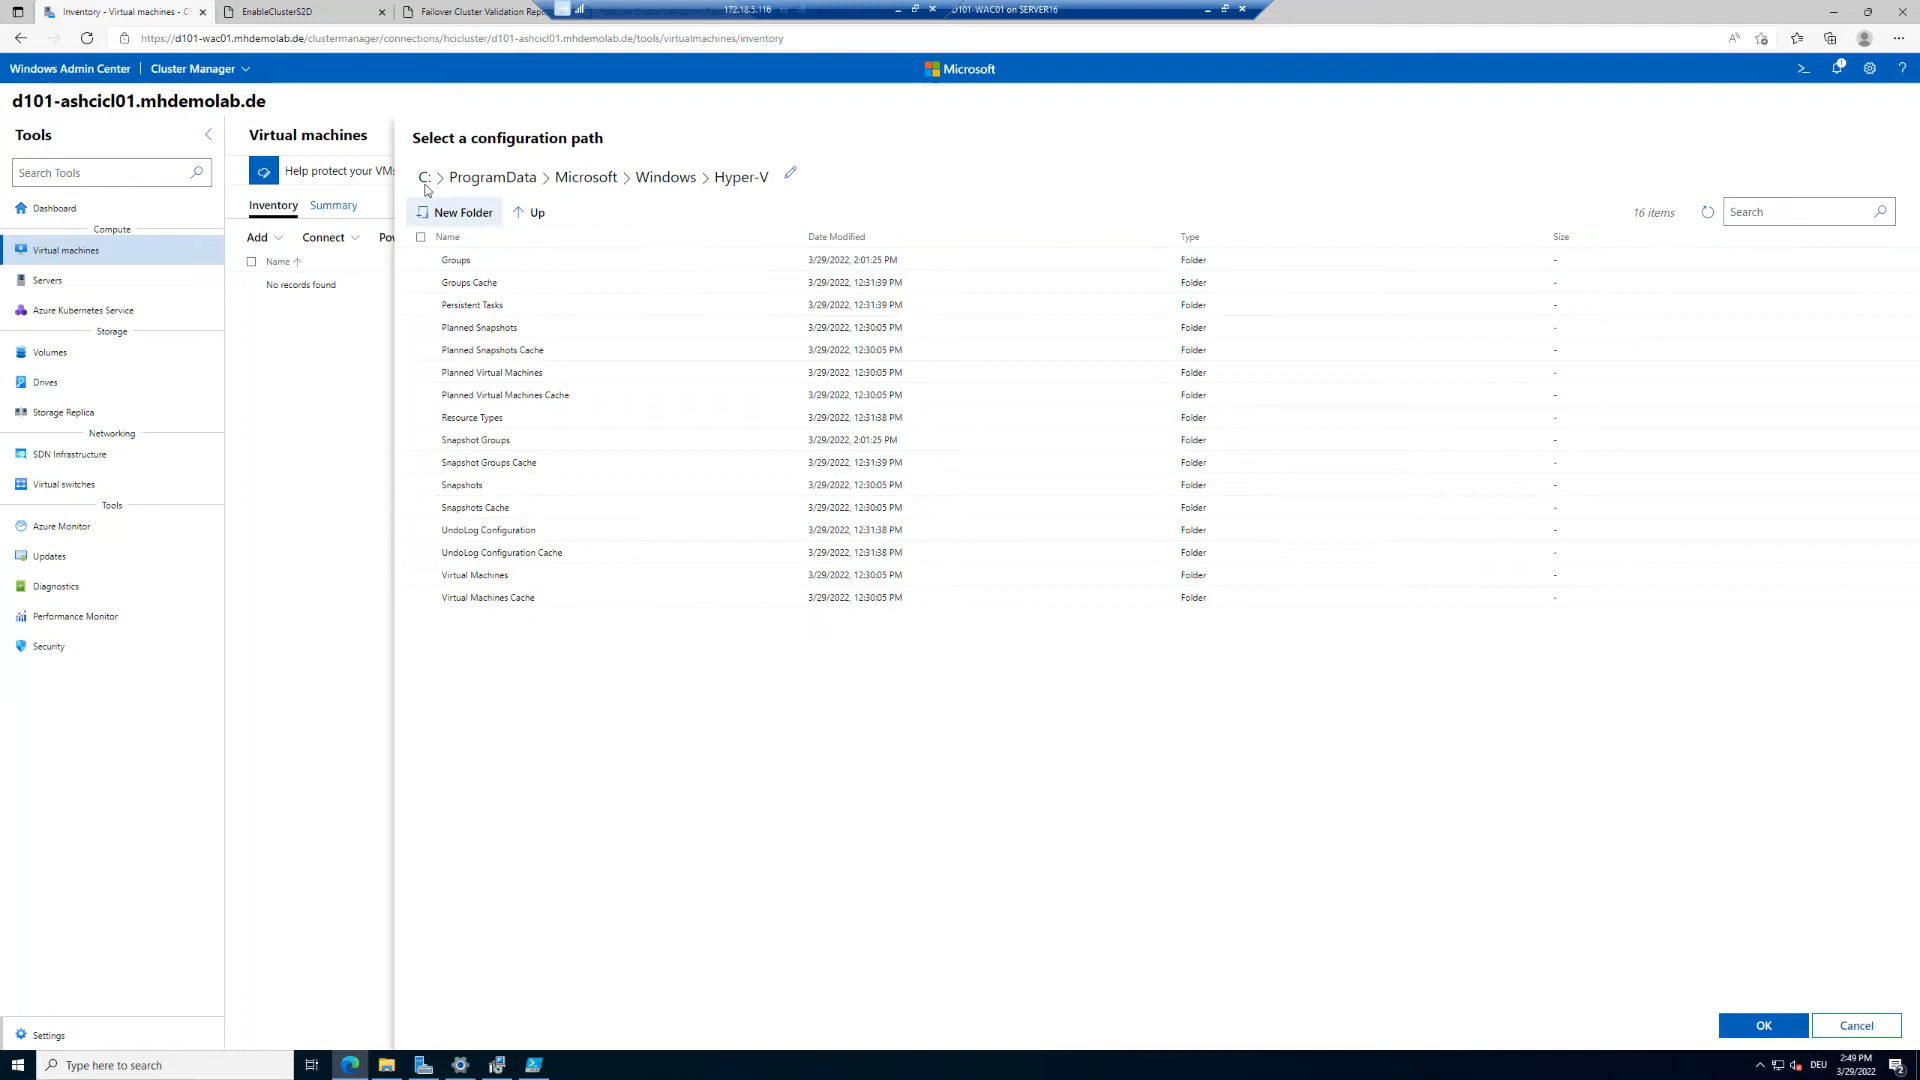 Inventory - Virtual machines - C
EnableClusterS2D
Failover Cluster Validation Repo
172.18.5.116
D101-WAC01 on SERVER16
https://d101-wac01.mhdemolab.de/clustermanager/connections/hcicluster/d101-ashcicl01.mhdemolab.de/tools/virtualmachines/inventory
Windows Admin Center
Cluster Manager
Microsoft
d101-ashcicl01.mhdemolab.de
Tools
Search Tools
Dashboard
Compute
Virtual machines
Servers
Azure Kubernetes Service
Storage
Volumes
Drives
Storage Replica
Networking
SDN Infrastructure
Virtual switches
Tools
Azure Monitor
Updates
Diagnostics
Performance Monitor
Security
Settings
Virtual machines
Help protect your VMs
Inventory Summary
Add Connect Po
Name
No records found
Select a configuration path
C: > ProgramData > Microsoft > Windows > Hyper-V
New Folder Up
16 items
Search
Name Date Modified Type Size
Groups 3/29/2022, 2:01:25 PM Folder -
Groups Cache 3/29/2022, 12:31:39 PM Folder -
Persistent Tasks 3/29/2022, 12:31:39 PM Folder -
Planned Snapshots 3/29/2022, 12:30:05 PM Folder -
Planned Snapshots Cache 3/29/2022, 12:30:05 PM Folder -
Planned Virtual Machines 3/29/2022, 12:30:05 PM Folder -
Planned Virtual Machines Cache 3/29/2022, 12:30:05 PM Folder -
Resource Types 3/29/2022, 12:31:38 PM Folder -
Snapshot Groups 3/29/2022, 2:01:25 PM Folder -
Snapshot Groups Cache 3/29/2022, 12:31:39 PM Folder -
Snapshots 3/29/2022, 12:30:05 PM Folder -
Snapshots Cache 3/29/2022, 12:30:05 PM Folder -
UndoLog Configuration 3/29/2022, 12:31:38 PM Folder -
UndoLog Configuration Cache 3/29/2022, 12:31:38 PM Folder -
Virtual Machines 3/29/2022, 12:30:05 PM Folder -
Virtual Machines Cache 3/29/2022, 12:30:05 PM Folder -
OK Cancel
Type here to search
DEU
2:49 PM
3/29/2022